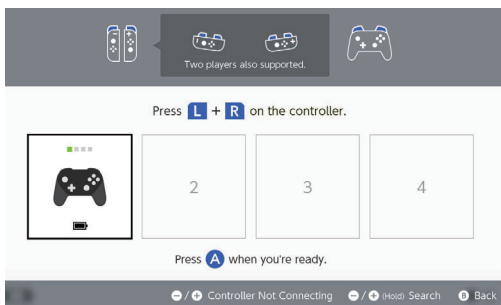 Two players also supported.
Press L + R on the controller.
2
3
4
Press A when you're ready.
-/+ Controller Not Connecting -/+ (Hold) Search B Back